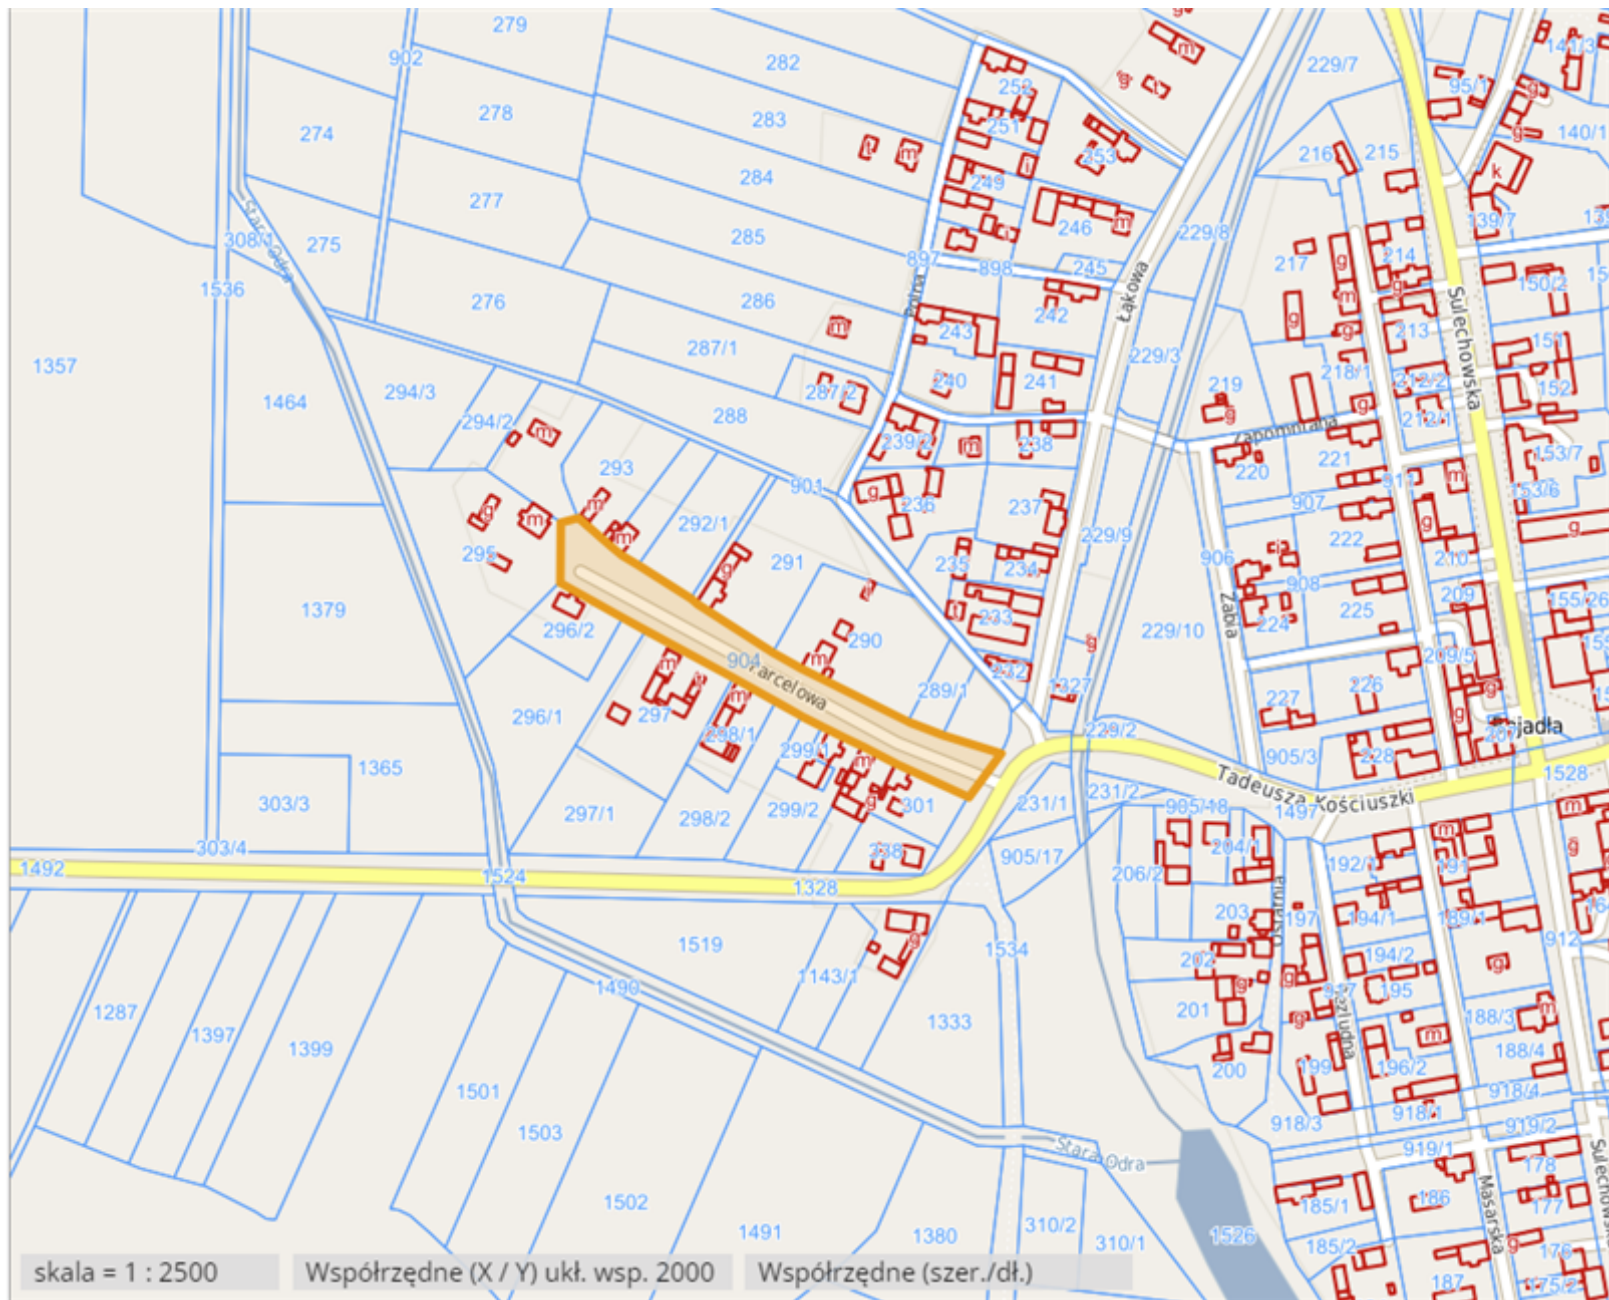 279
902
282
141/3
229/7
95/1
252
m
g
278
283
251
140/1
274
253
216
215
k
m
i
284
249
277
139/7
246
m
229/8
275
308/1
285
Stara Odra
897
898
245
217
214
g
150/2
1536
276
286
Polna
Łąkowa
242
243
m
g
m
213
151
Sulechowska
287/1
229/3
1357
240
241
218/1
212/2
152
294/3
287/2
219
g
g
1464
294/2
288
212/1
m
239/2
m
238
Zapomniana
221
153/7
293
220
911
m
901
g
236
237
907
153/6
g
m
m
m
292/1
g
222
g
229/9
295
g
291
235
234
906
i
210
908
209
155/26
1379
233
225
224
Żabia
296/2
290
g
229/10
m
m
904
Parcelowa
232
209/5
1327
227
226
g
g
289/1
m
296/1
297
298/1
299/1
m
229/2
905/3
228
207
1365
Tadeusza Kościuszki
1528
303/3
297/1
298/2
299/2
g
301
231/1
231/2
905/18
1497
m
m
303/4
338
905/17
204/1
192/1
191
g
1492
1524
1328
206/2
203
197
194/1
189/1
1519
g
1534
202
194/2
g
912
1143/1
g
g
1490
201
917
195
1287
1333
g
188/3
m
1397
1399
m
188/4
200
199
196/2
1501
918/4
1503
918/3
918/1
919/2
Stara Odra
919/1
178
1502
185/1
186
177
Masarska
1491
1380
310/2
310/1
1526
185/2
g
176
187
175/2
skala = 1 : 2500
Współrzędne (X / Y) ukł. wsp. 2000
Współrzędne (szer./dł.)